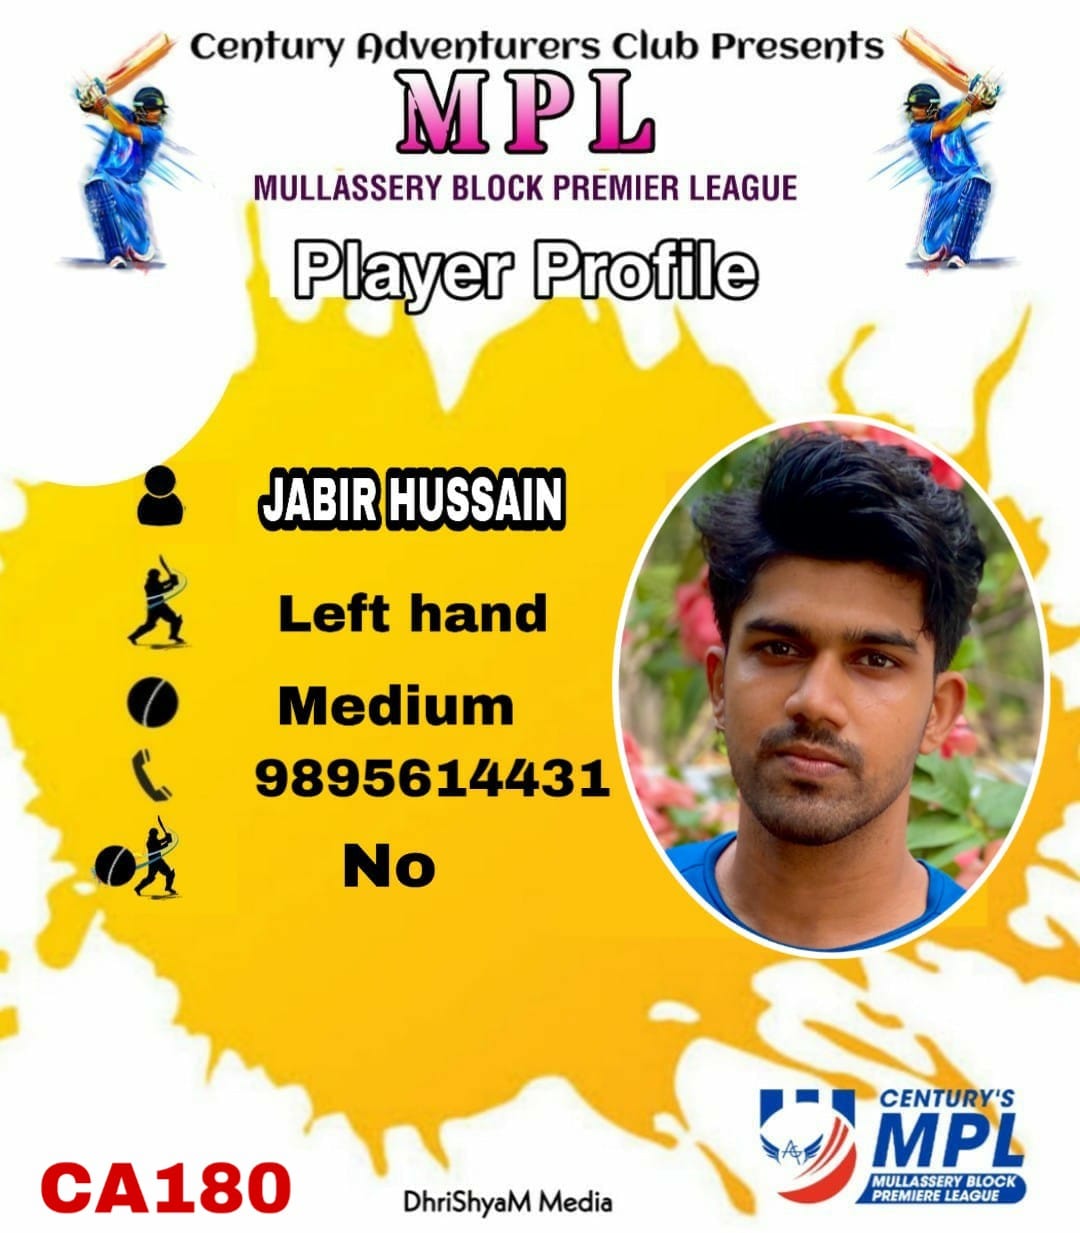 Century Adventurers Club Presents
MPL
MULLASSERY BLOCK PREMIER LEAGUE
Player Profile
JABIR HUSSAIN
Left hand
Medium
9895614431
No
CENTURY'S
MPL
MULLASSERY BLOCK
PREMIERE LEAGUE
CA180
DhriShyaM Media